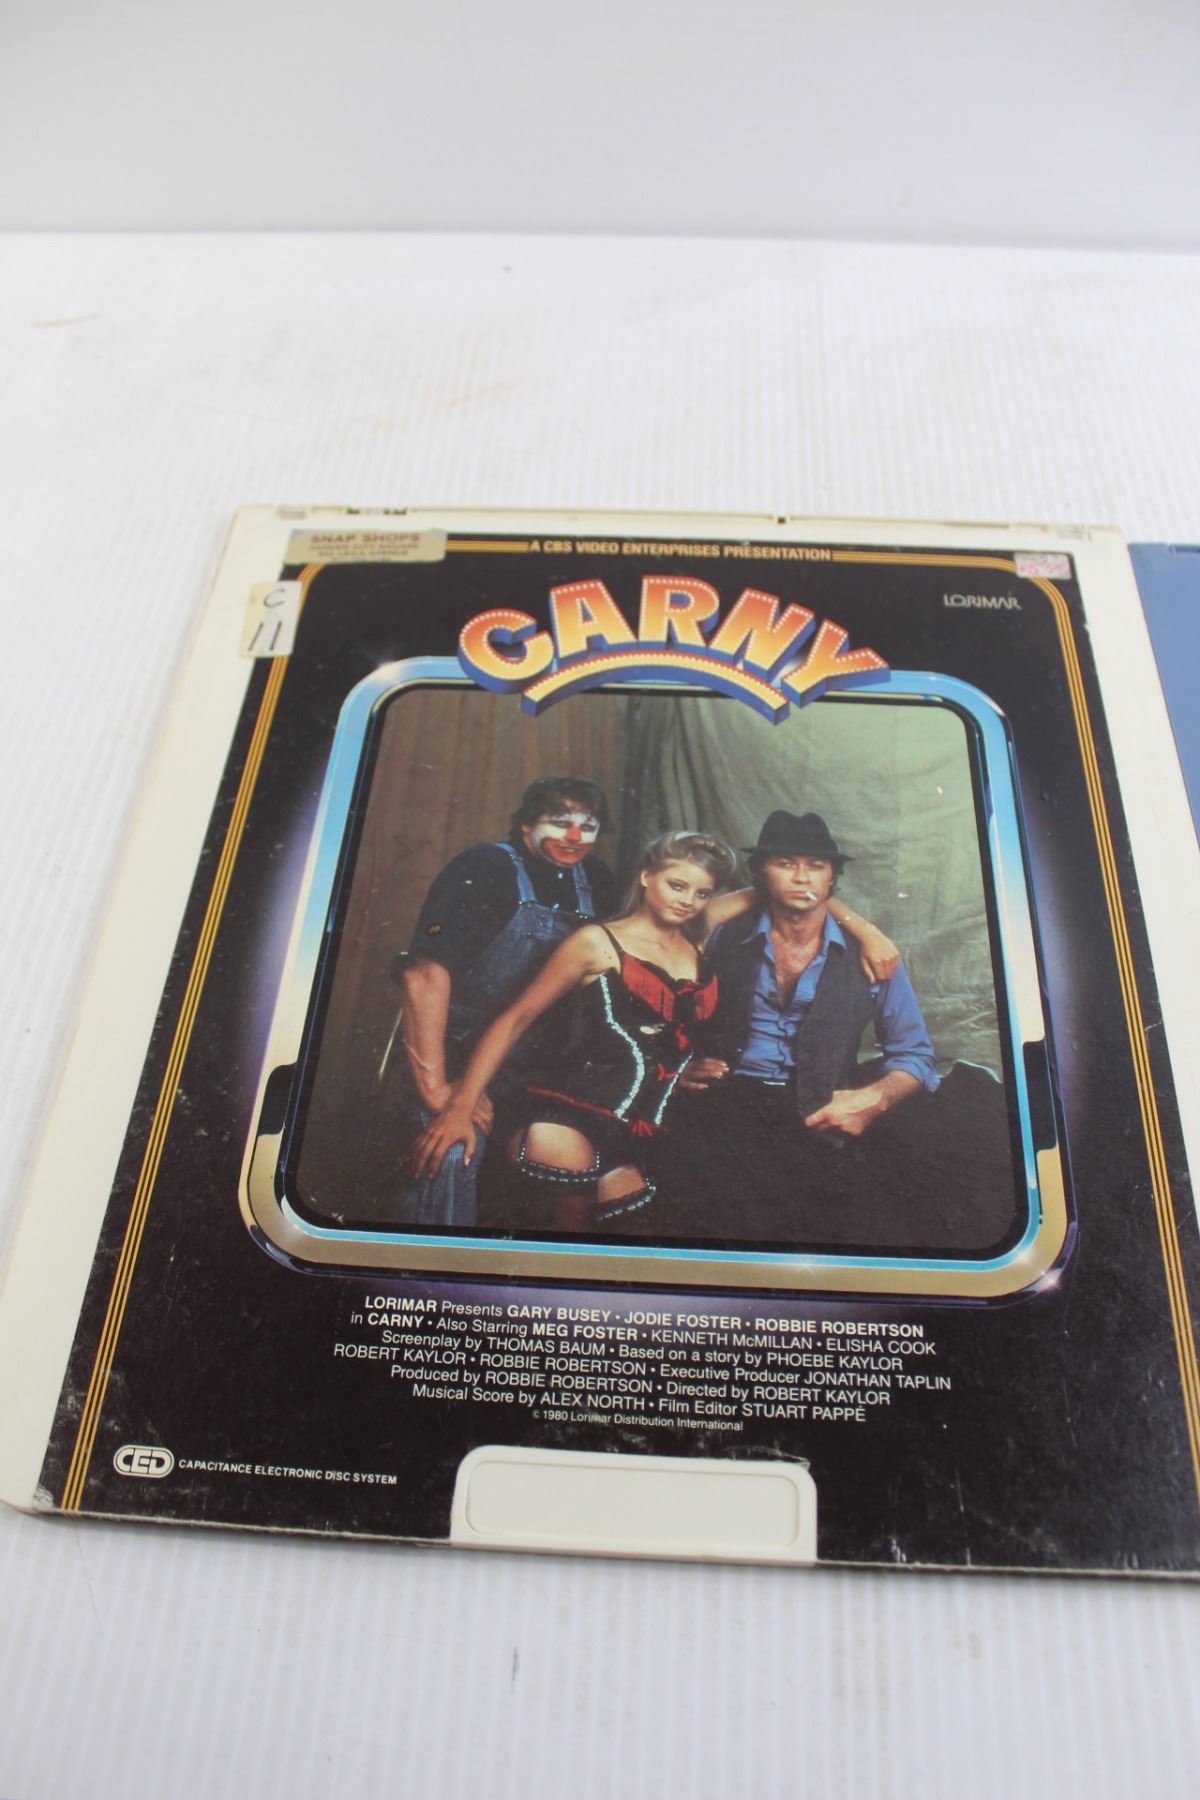 SNAP SHOPS
C
11
A CBS VIDEO ENTERPRISES PRESENTATION
LORIMAR
CARNY
LORIMAR Presents GARY BUSEY • JODIE FOSTER • ROBBIE ROBERTSON
in CARNY • Also Starring MEG FOSTER • KENNETH McMILLAN • ELISHA COOK
Screenplay by THOMAS BAUM • Based on a story by PHOEBE KAYLOR
ROBERT KAYLOR • ROBBIE ROBERTSON • Executive Producer JONATHAN TAPLIN
Produced by ROBBIE ROBERTSON • Directed by ROBERT KAYLOR
Musical Score by ALEX NORTH • Film Editor STUART PAPPÉ
© 1980 Lorimar Distribution International
CED CAPACITANCE ELECTRONIC DISC SYSTEM